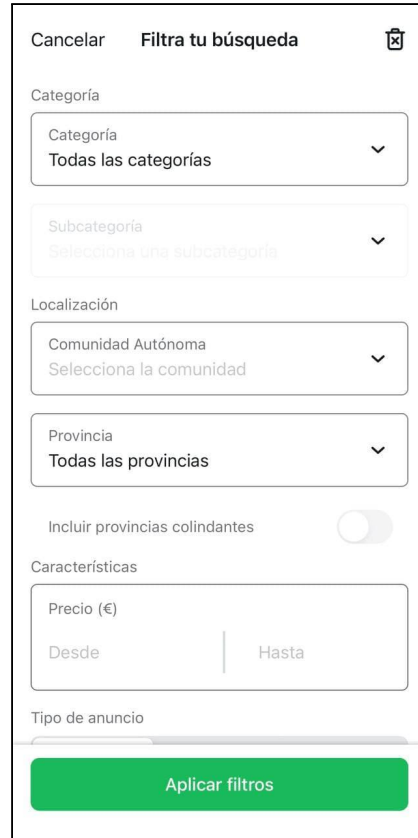 Cancelar Filtra tu búsqueda
Categoría
Categoría
Todas las categorías
Subcategoría
Selecciona una subcategoría
Localización
Comunidad Autónoma
Selecciona la comunidad
Provincia
Todas las provincias
Incluir provincias colindantes
Características
Precio (€)
Desde Hasta
Tipo de anuncio
Aplicar filtros